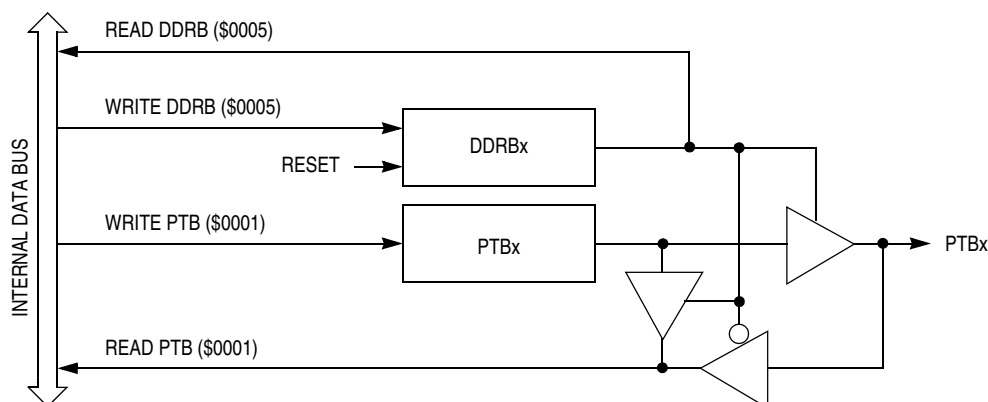 READ DDRB ($0005)
WRITE DDRB ($0005)
DDRBx
RESET
INTERNAL DATA BUS
WRITE PTB ($0001)
PTBx
PTBx
READ PTB ($0001)